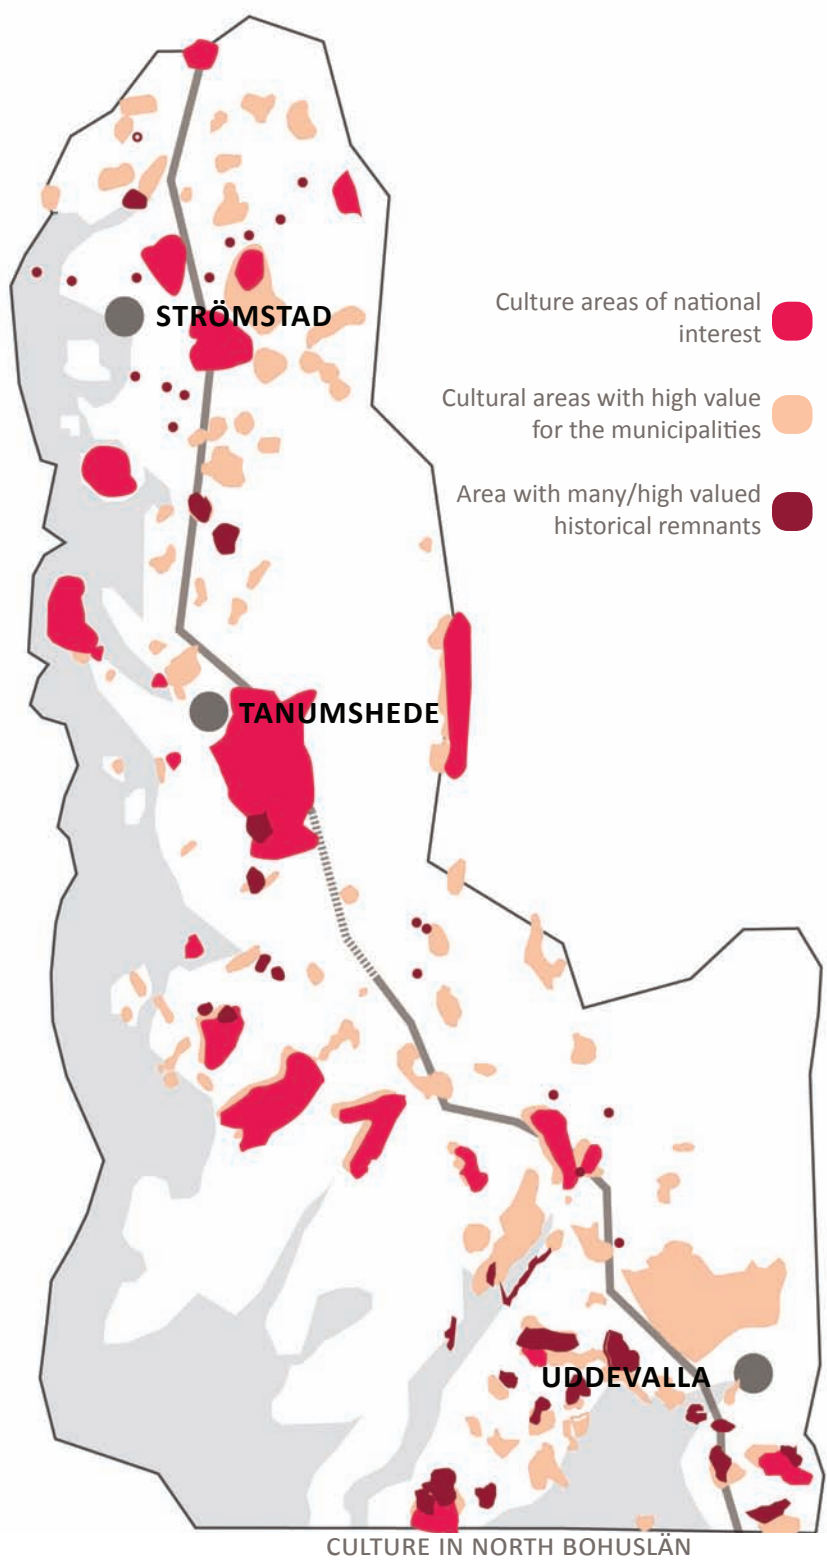 Culture areas of national
interest
STRÖMSTAD
Cultural areas with high value
for the municipalities
Area with many/high valued
historical remnants
TANUMSHEDE
UDDEVALLA
CULTURE IN NORTH BOHUSLÄN